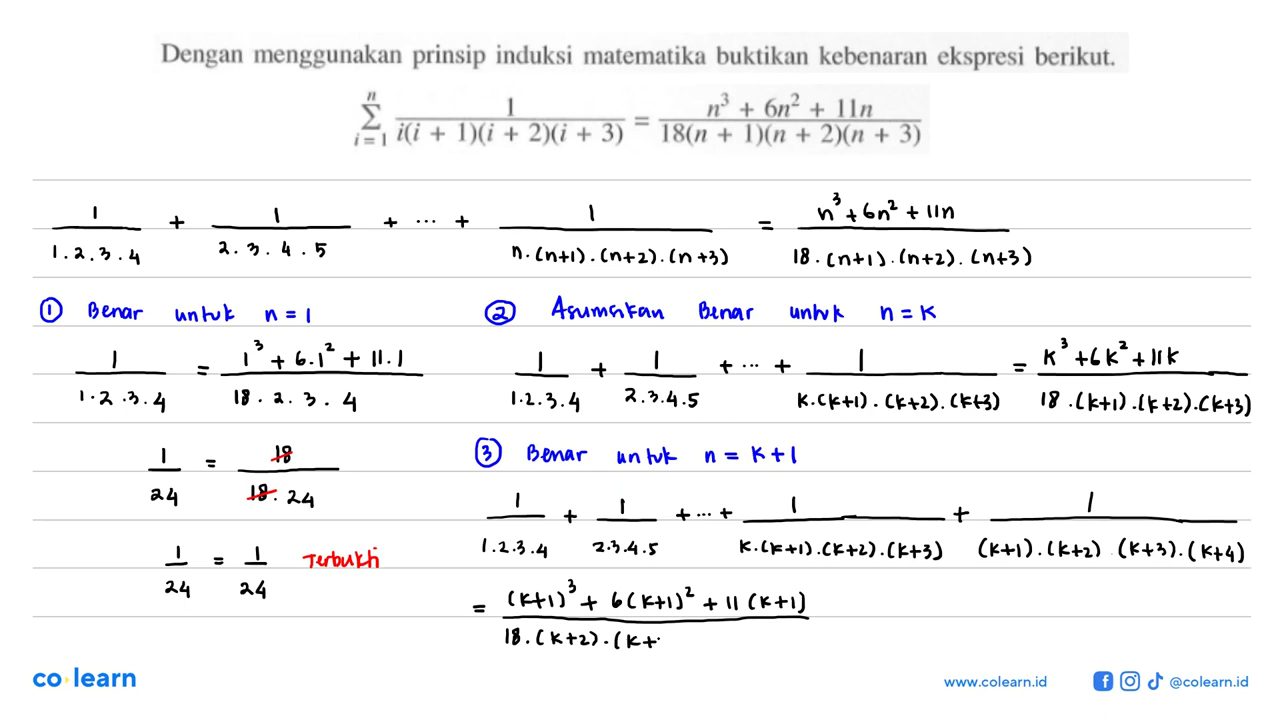 Dengan menggunakan prinsip induksi matematika buktikan kebenaran ekspresi berikut.
n Σ i = 1 1/(i(i + 1)(i + 2)(i + 3)) = (n³ + 6n² + 11n)/(18(n + 1)(n + 2)(n + 3))
1/(1.2.3.4) + 1/(2.3.4.5) + ... + 1/(n.(n+1).(n+2).(n+3)) = (n³+6n²+11n)/(18.(n+1).(n+2).(n+3))
① Benar untuk n = 1
1/(1.2.3.4) = (1³+6.1²+11.1)/(18.2.3.4)
1/24 = 18/(18.24)
1/24 = 1/24 Terbukti
② Asumsikan Benar untuk n = k
1/(1.2.3.4) + 1/(2.3.4.5) + ... + 1/(k.(k+1).(k+2).(k+3)) = (k³+6k²+11k)/(18.(k+1).(k+2).(k+3))
③ Benar untuk n = k+1
1/(1.2.3.4) + 1/(2.3.4.5) + ... + 1/(k.(k+1).(k+2).(k+3)) + 1/((k+1).(k+2) (k+3).(k+4))
= ((k+1)³ + 6(k+1)² + 11(k+1))/(18.(k+2).(k+
co·learn
www.colearn.id
@colearn.id